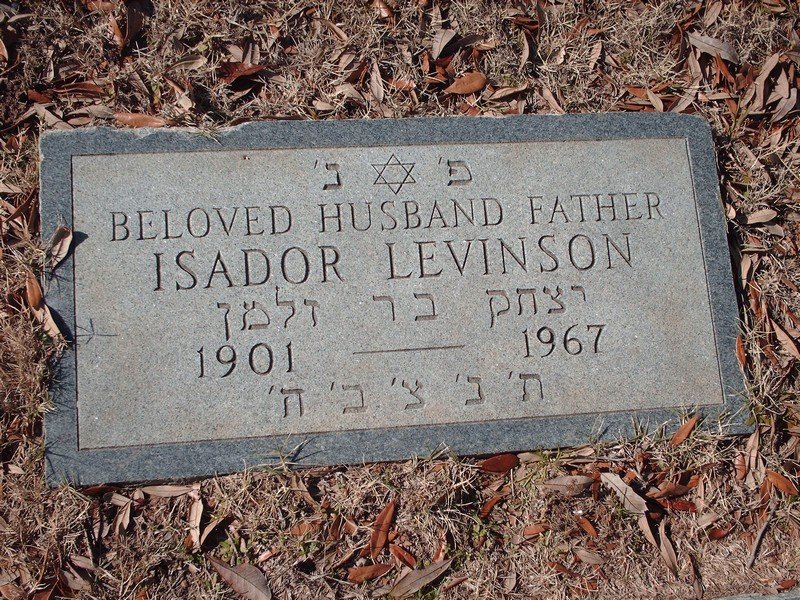 פ' נ'
BELOVED HUSBAND FATHER
ISADOR LEVINSON
יצחק בר זלמן
1901 — 1967
ת' נ' צ' ב' ה'